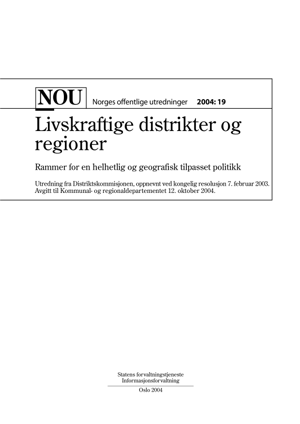 NOU Norges offentlige utredninger 2004: 19
Livskraftige distrikter og
regioner
Rammer for en helhetlig og geografisk tilpasset politikk
Utredning fra Distriktskommisjonen, oppnevnt ved kongelig resolusjon 7. februar 2003.
Avgitt til Kommunal- og regionaldepartementet 12. oktober 2004.
Statens forvaltningstjeneste
Informasjonsforvaltning
Oslo 2004